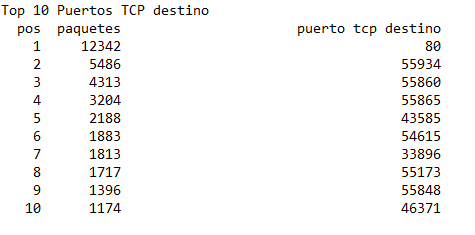 Top 10 Puertos TCP destino
pos paquetes puerto tcp destino
1 12342 80
2 5486 55934
3 4313 55860
4 3204 55865
5 2188 43585
6 1883 54615
7 1813 33896
8 1717 55173
9 1396 55848
10 1174 46371